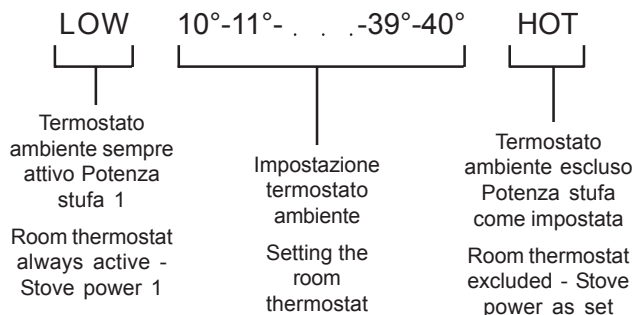 LOW 10°-11°- . . .-39°-40° HOT
Termostato
ambiente sempre
attivo Potenza
stufa 1
Room thermostat
always active -
Stove power 1
Impostazione
termostato
ambiente
Setting the
room
thermostat
Termostato
ambiente escluso
Potenza stufa
come impostata
Room thermostat
excluded - Stove
power as set